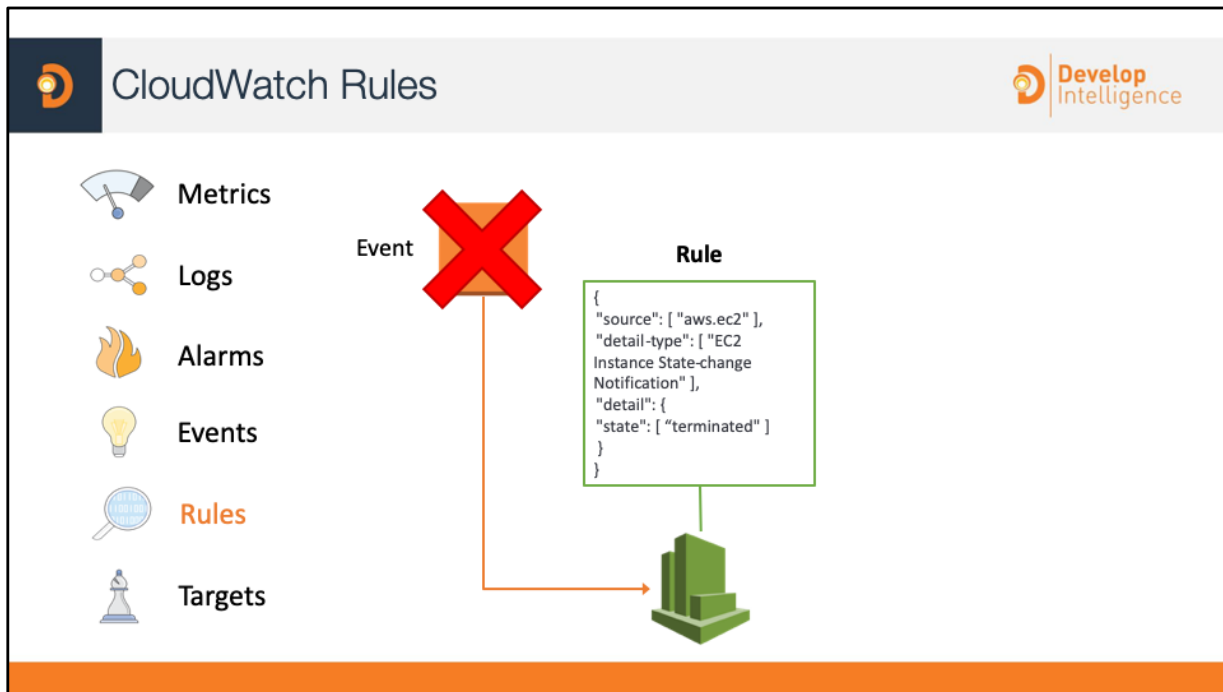 CloudWatch Rules
Develop
Intelligence
Metrics
Logs
Alarms
Events
Rules
Targets
Event
Rule
{
"source": [ "aws.ec2" ],
"detail-type": [ "EC2
Instance State-change
Notification" ],
"detail": {
"state": [ “terminated" ]
}
}